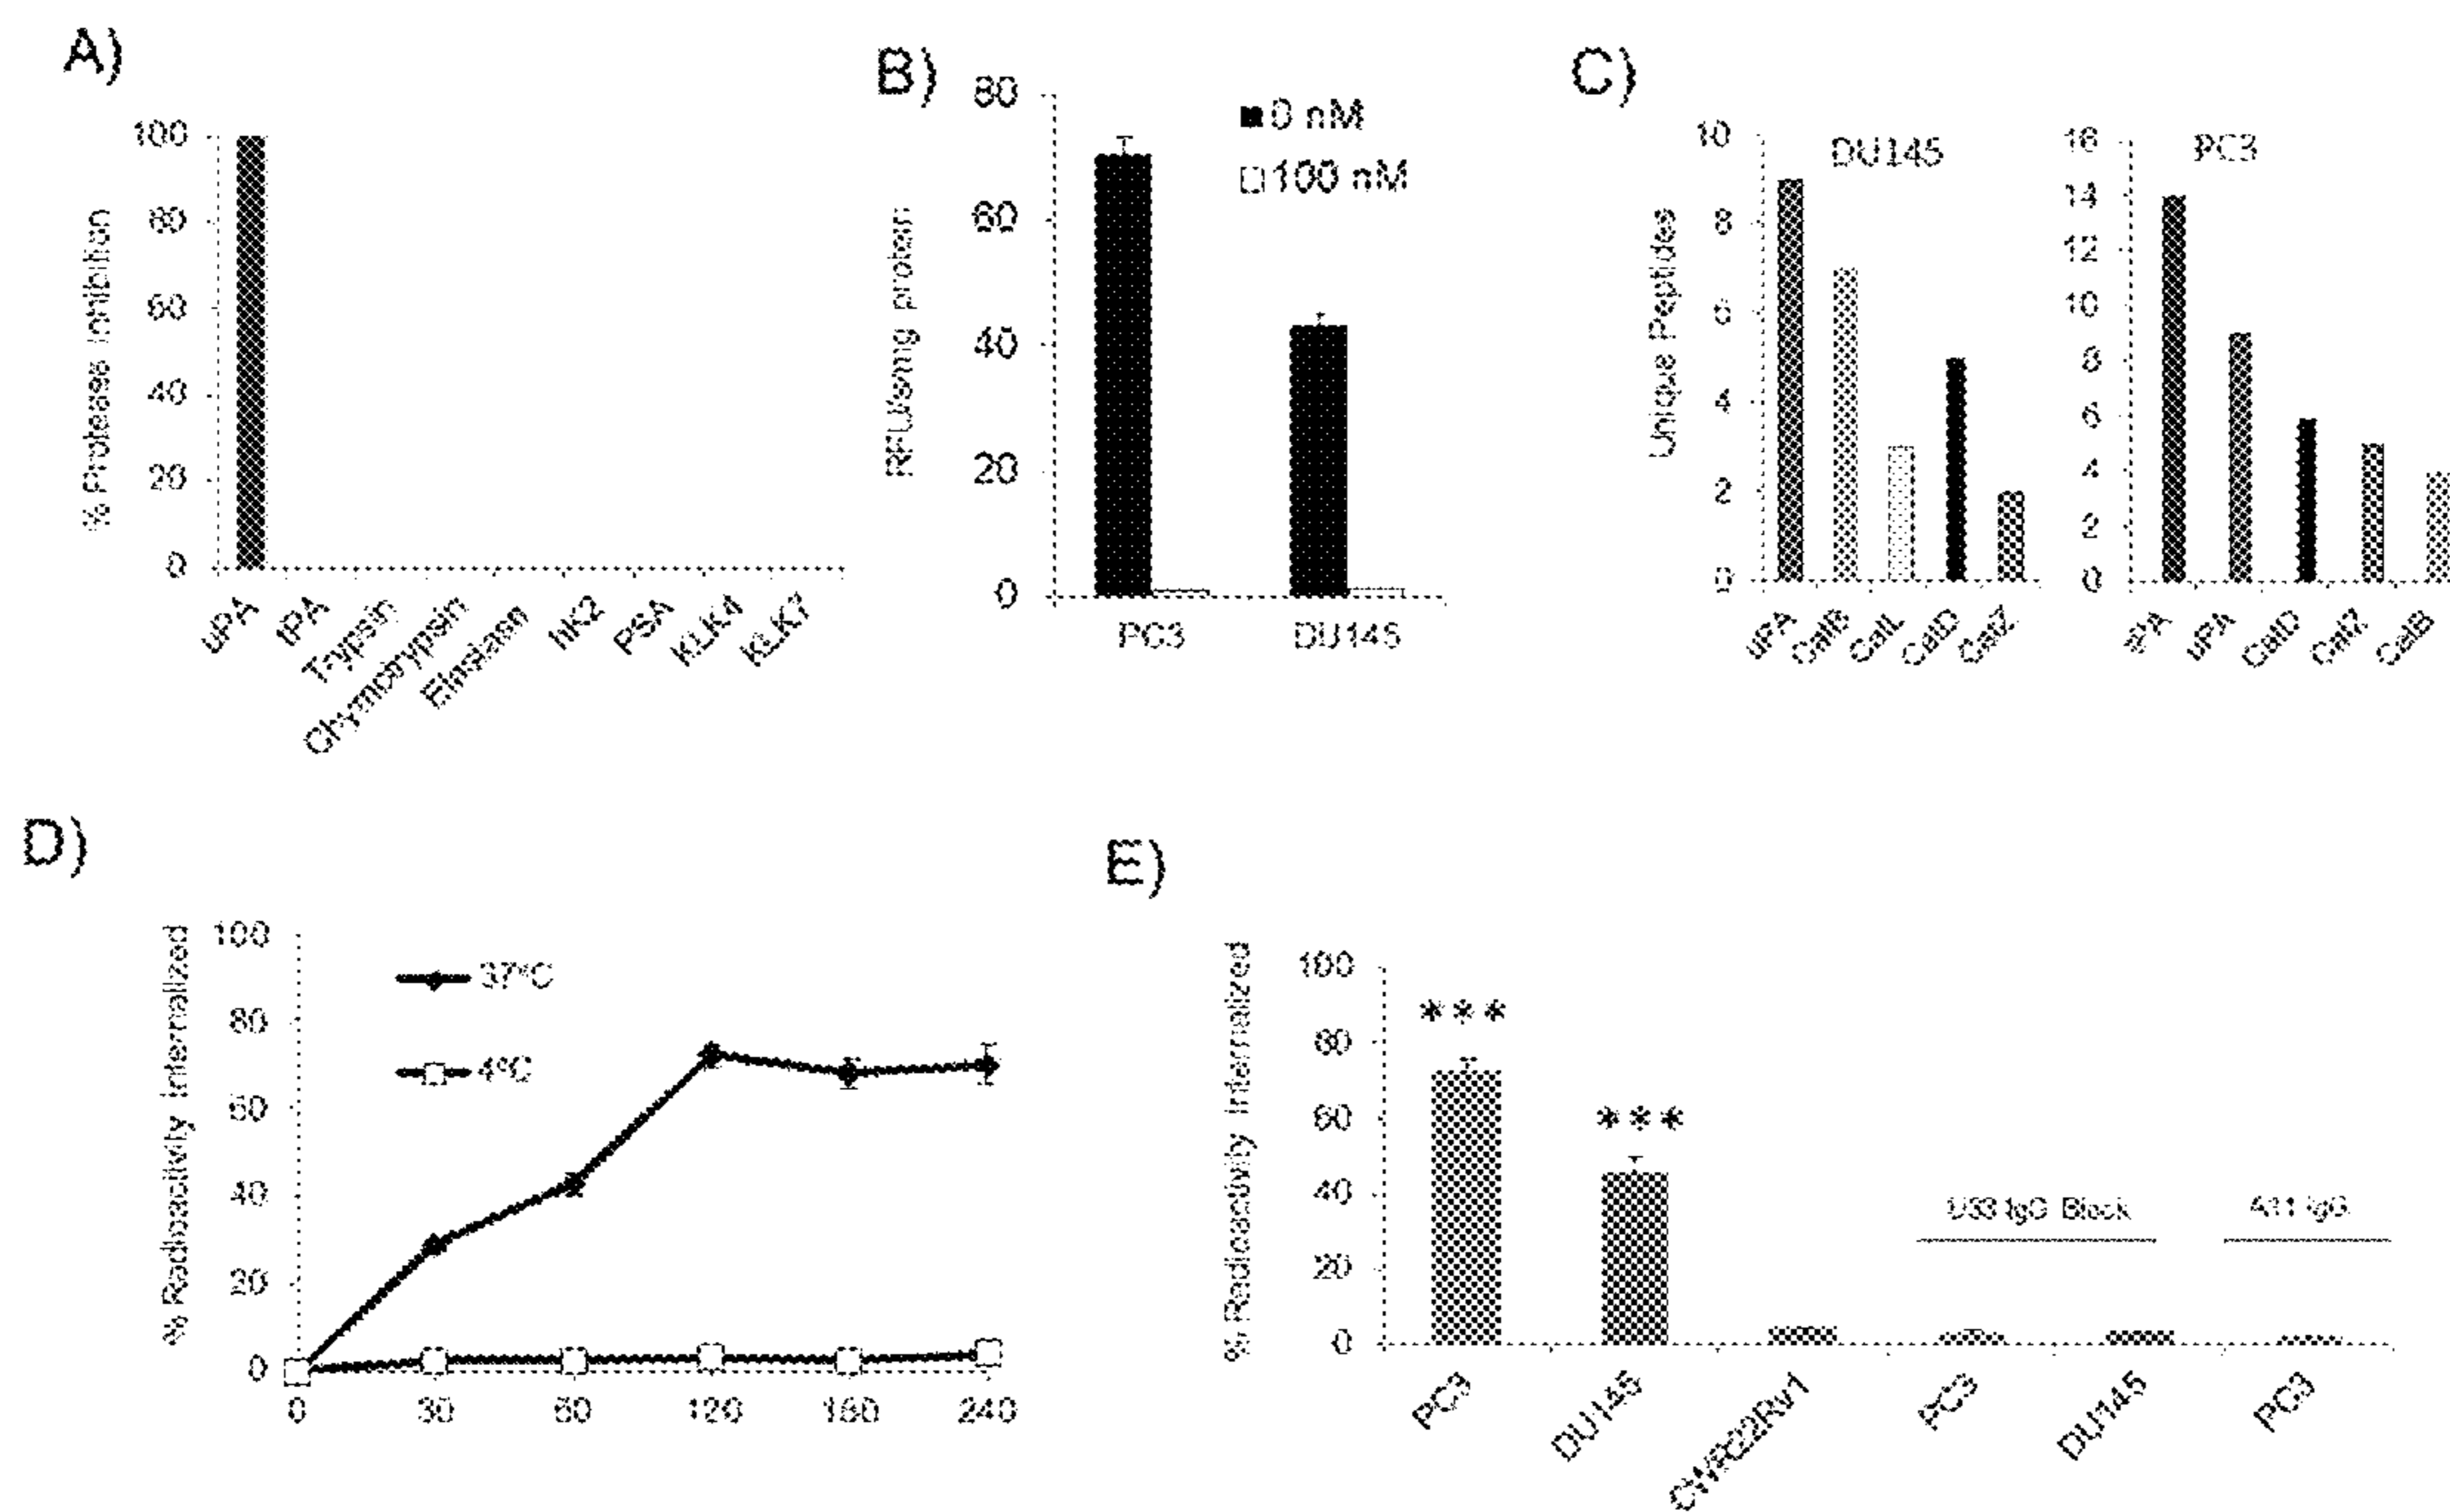 A)
% Protease Inhibition
100
80
60
40
20
0
uPA
tPA
Trypsin
Chymotrypsin
hK2
PSA
KLK4
KLK7
B)
RFU/s/mg protein
80
60
40
20
0
0 nM
100 nM
PC3
DU145
C)
Unique Peptides
10
8
6
4
2
0
DU145
uPA
CatB
CatL
CatD
CatZ
16
14
12
10
8
6
4
2
0
PC3
tPA
uPA
CatD
CatZ
CatB
D)
% Radioactivity Internalized
100
80
60
40
20
0
37°C
4°C
0
30
60
120
180
240
E)
% Radioactivity Internalized
100
80
60
40
20
0
***
***
U33 IgG Block
A11 IgG
PC3
DU145
CWR22Rv1
PC3
DU145
PC3